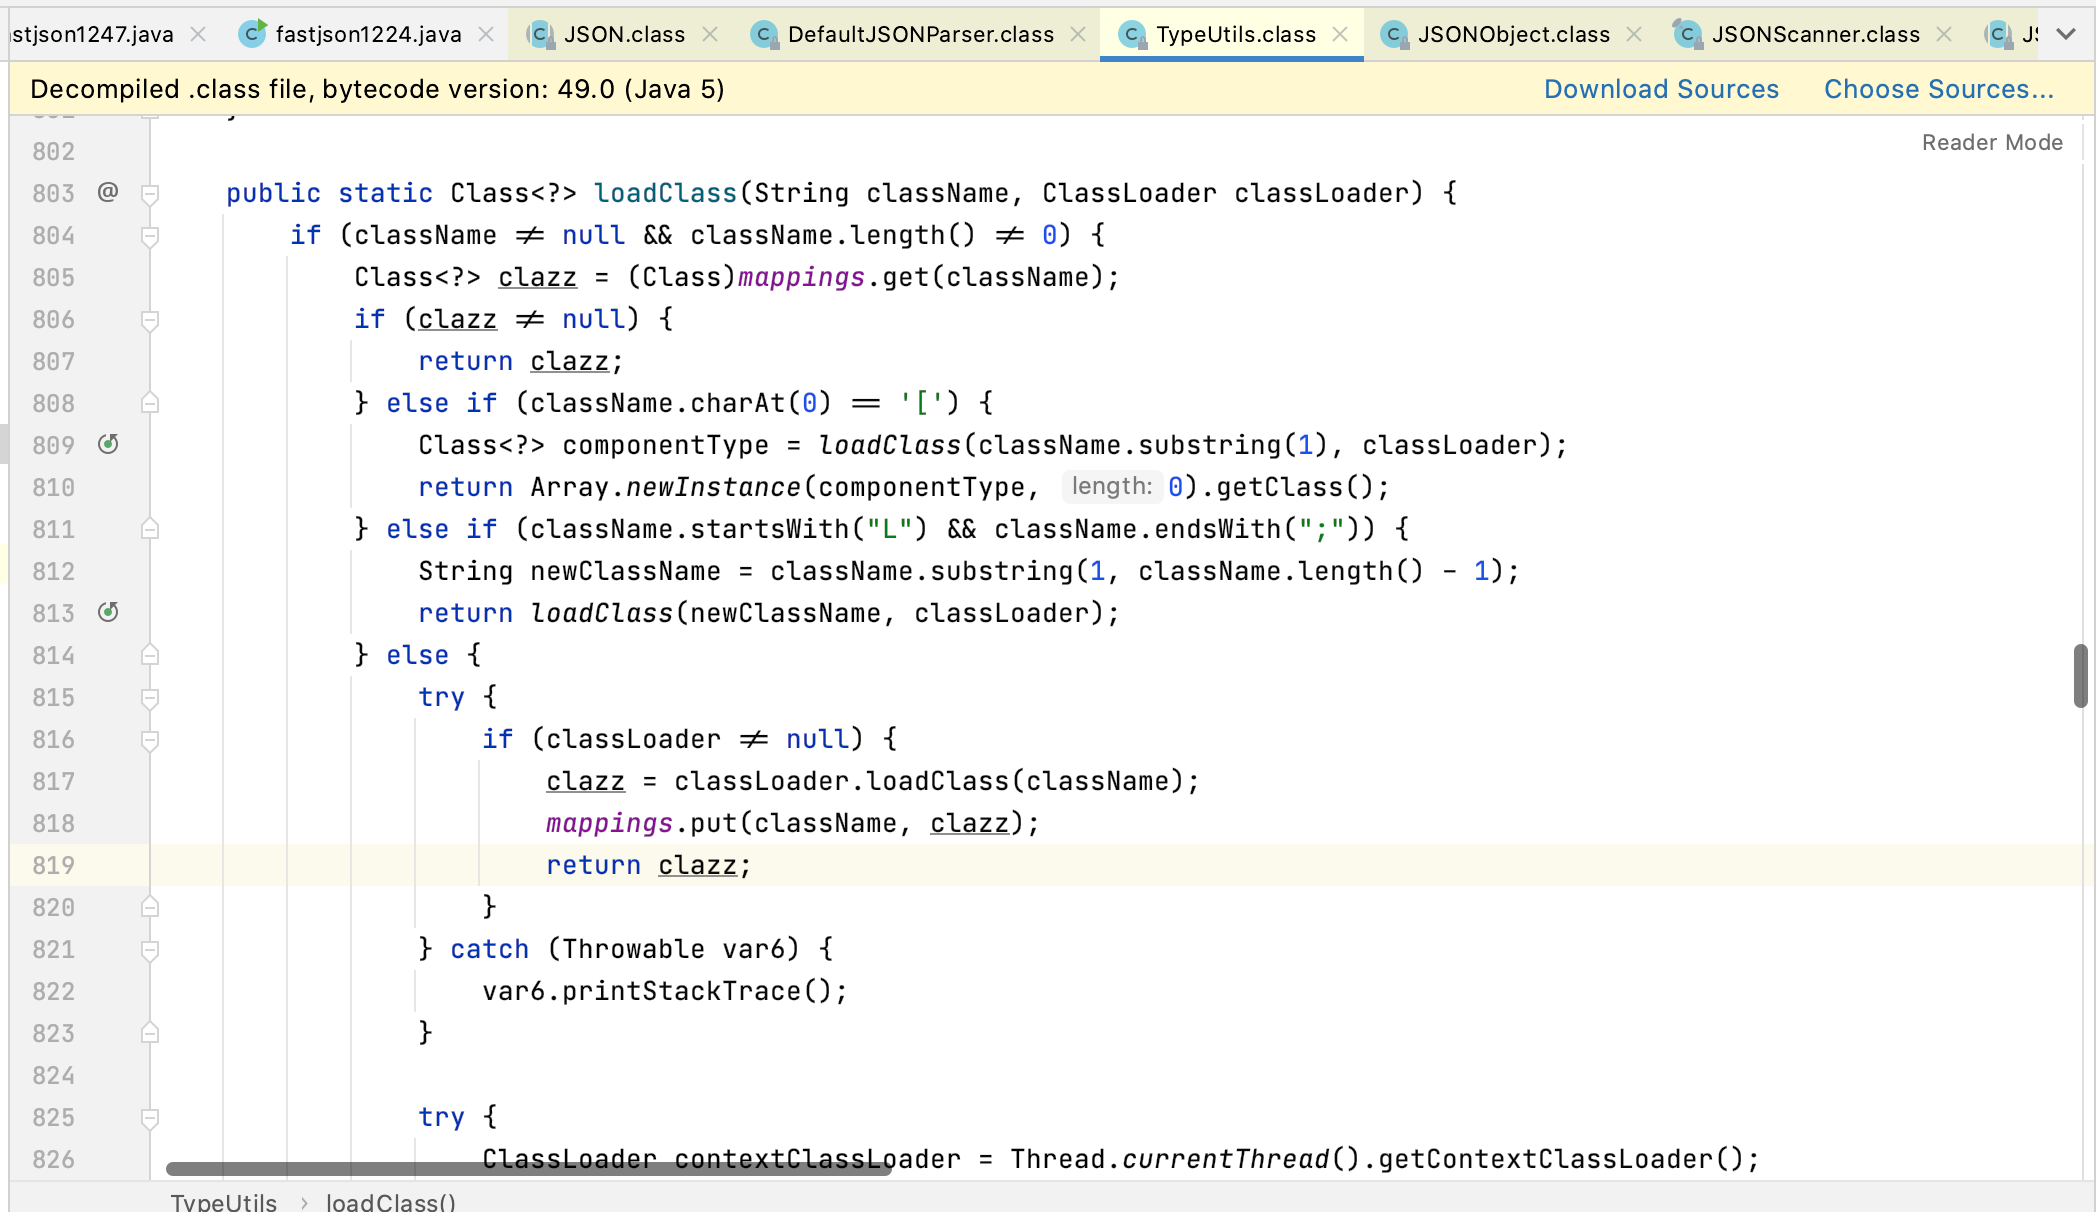 stjson1247.java fastjson1224.java JSON.class DefaultJSONParser.class TypeUtils.class JSONObject.class JSONScanner.class
Decompiled .class file, bytecode version: 49.0 (Java 5) Download Sources Choose Sources...
}
802 Reader Mode
803 @ public static Class<?> loadClass(String className, ClassLoader classLoader) {
804 if (className ≠ null && className.length() ≠ 0) {
805 Class<?> clazz = (Class)mappings.get(className);
806 if (clazz ≠ null) {
807 return clazz;
808 } else if (className.charAt(0) == '[') {
809 Class<?> componentType = loadClass(className.substring(1), classLoader);
810 return Array.newInstance(componentType, length: 0).getClass();
811 } else if (className.startsWith("L") && className.endsWith(";")) {
812 String newClassName = className.substring(1, className.length() - 1);
813 return loadClass(newClassName, classLoader);
814 } else {
815 try {
816 if (classLoader ≠ null) {
817 clazz = classLoader.loadClass(className);
818 mappings.put(className, clazz);
819 return clazz;
820 }
821 } catch (Throwable var6) {
822 var6.printStackTrace();
823 }
824
825 try {
826 ClassLoader contextClassLoader = Thread.currentThread().getContextClassLoader();
TypeUtils › loadClass()